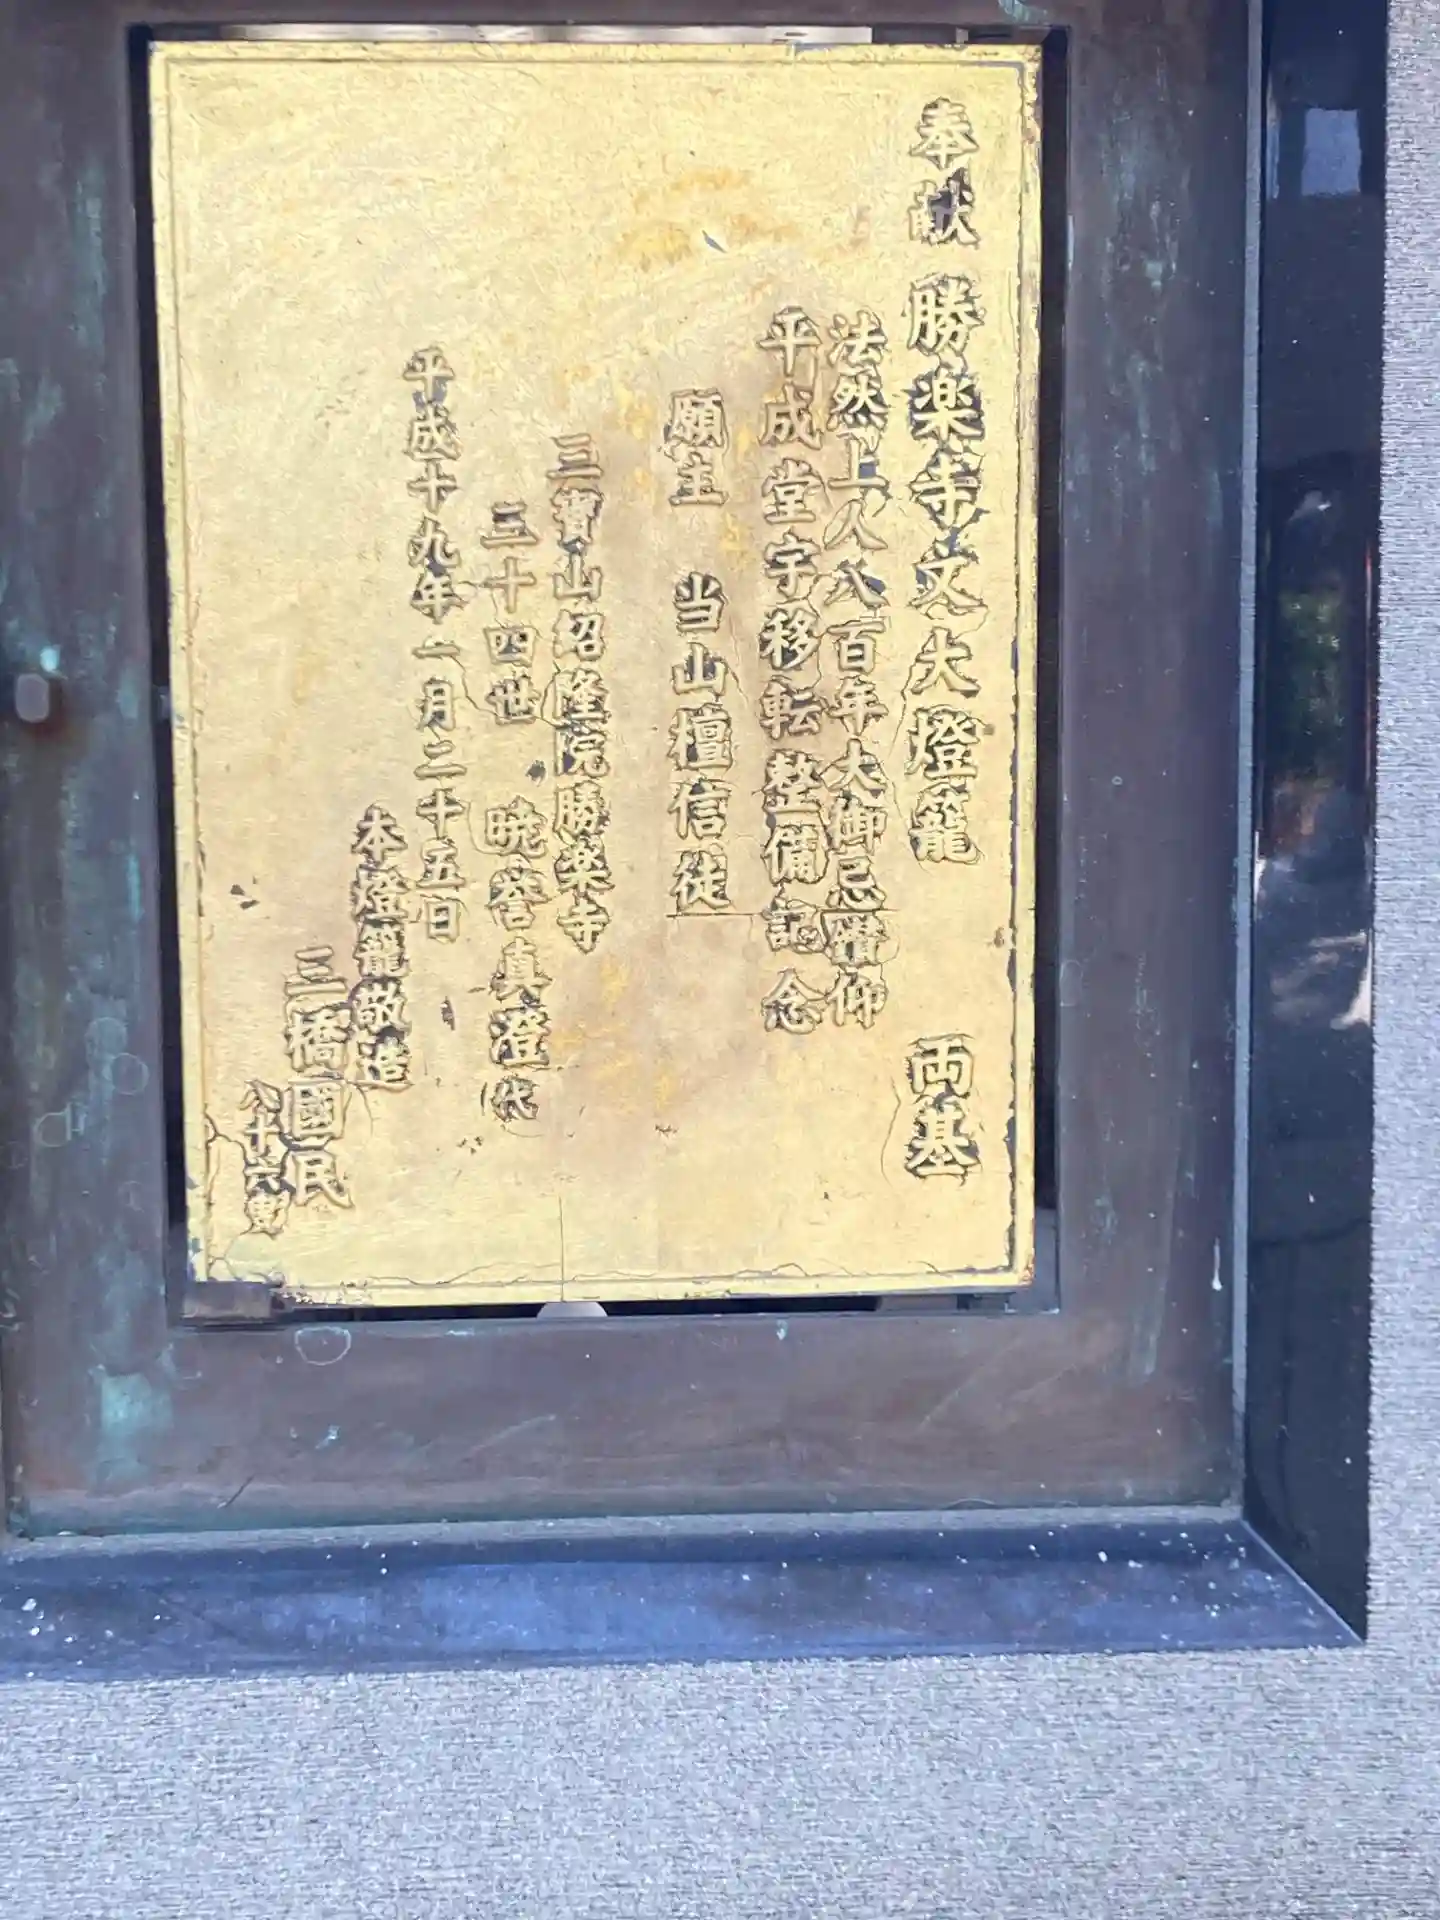 奉献 勝楽寺丈六大燈籠 両基
法然上人八百年大御忌讃仰
平成堂宇移転整備記念
願主 当山檀信徒
三寶山紹隆院勝楽寺
三十四世 暁誉真澄代
平成十九年一月二十五日
本燈籠敬造
三橋國民
八十六製